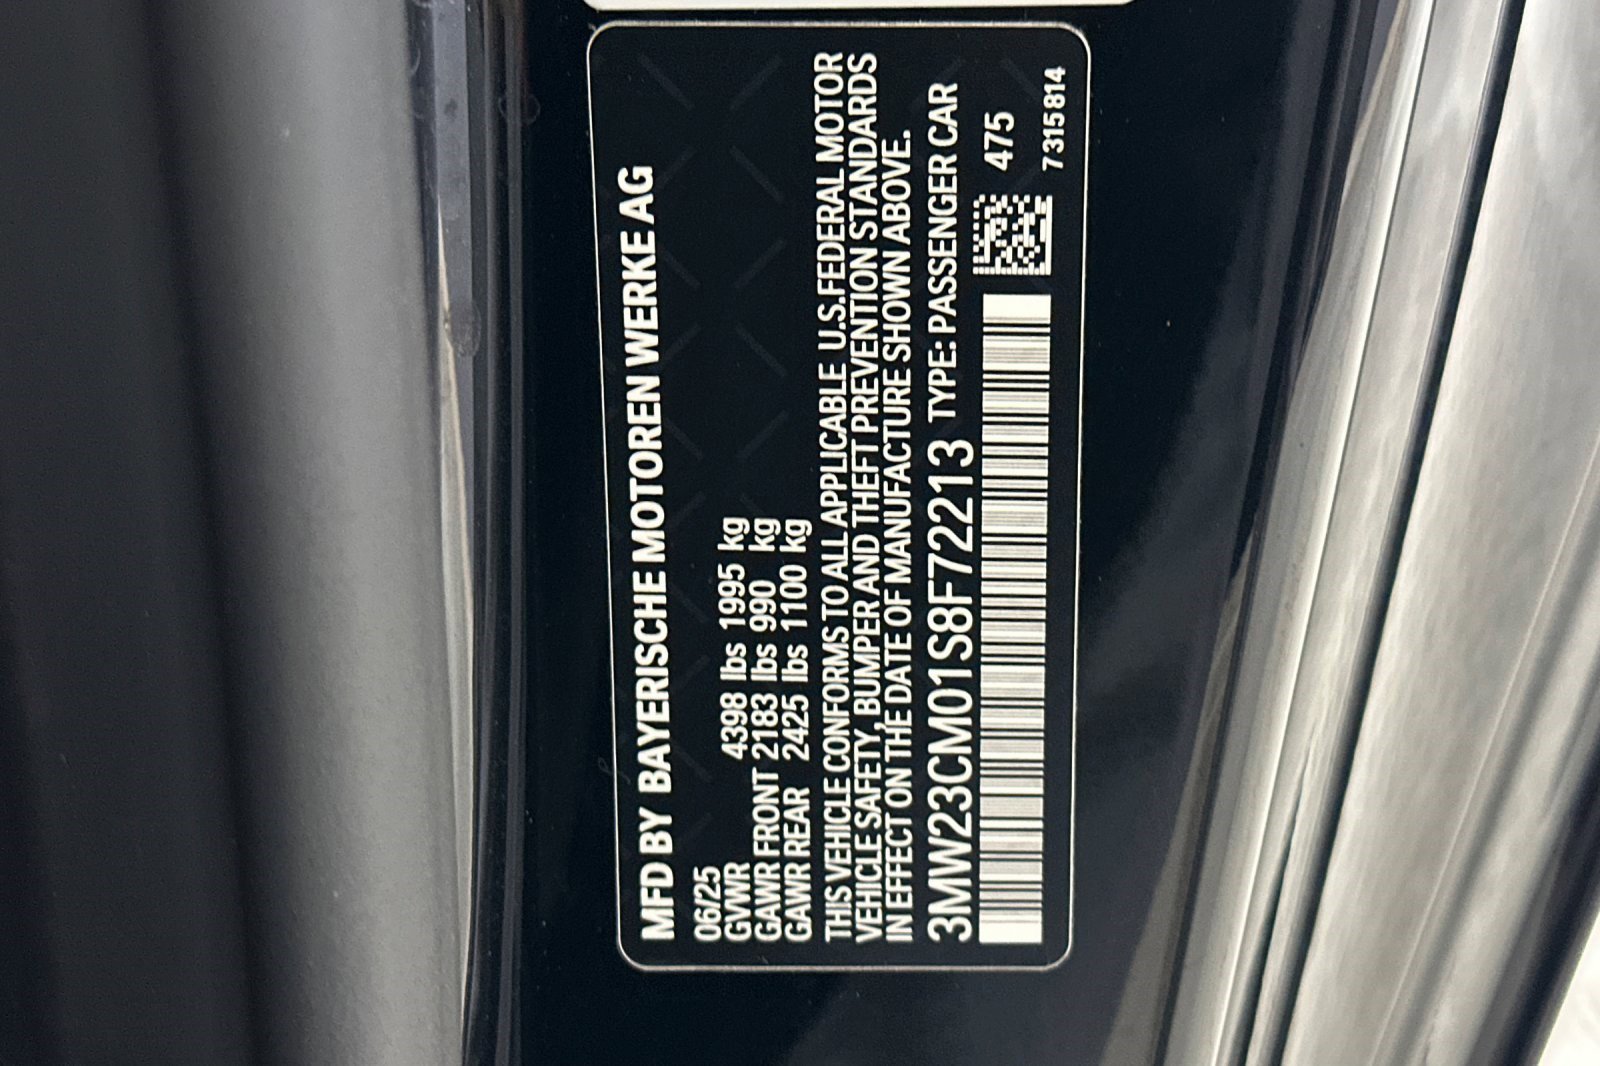 MFD BY BAYERISCHE MOTOREN WERKE AG
06/25
GVWR 4398 lbs 1995 kg
GAWR FRONT 2183 lbs 990 kg
GAWR REAR 2425 lbs 1100 kg
THIS VEHICLE CONFORMS TO ALL APPLICABLE U.S.FEDERAL MOTOR
VEHICLE SAFETY, BUMPER AND THEFT PREVENTION STANDARDS
IN EFFECT ON THE DATE OF MANUFACTURE SHOWN ABOVE.
3MW23CM01S8F72213 TYPE: PASSENGER CAR
475
7315814